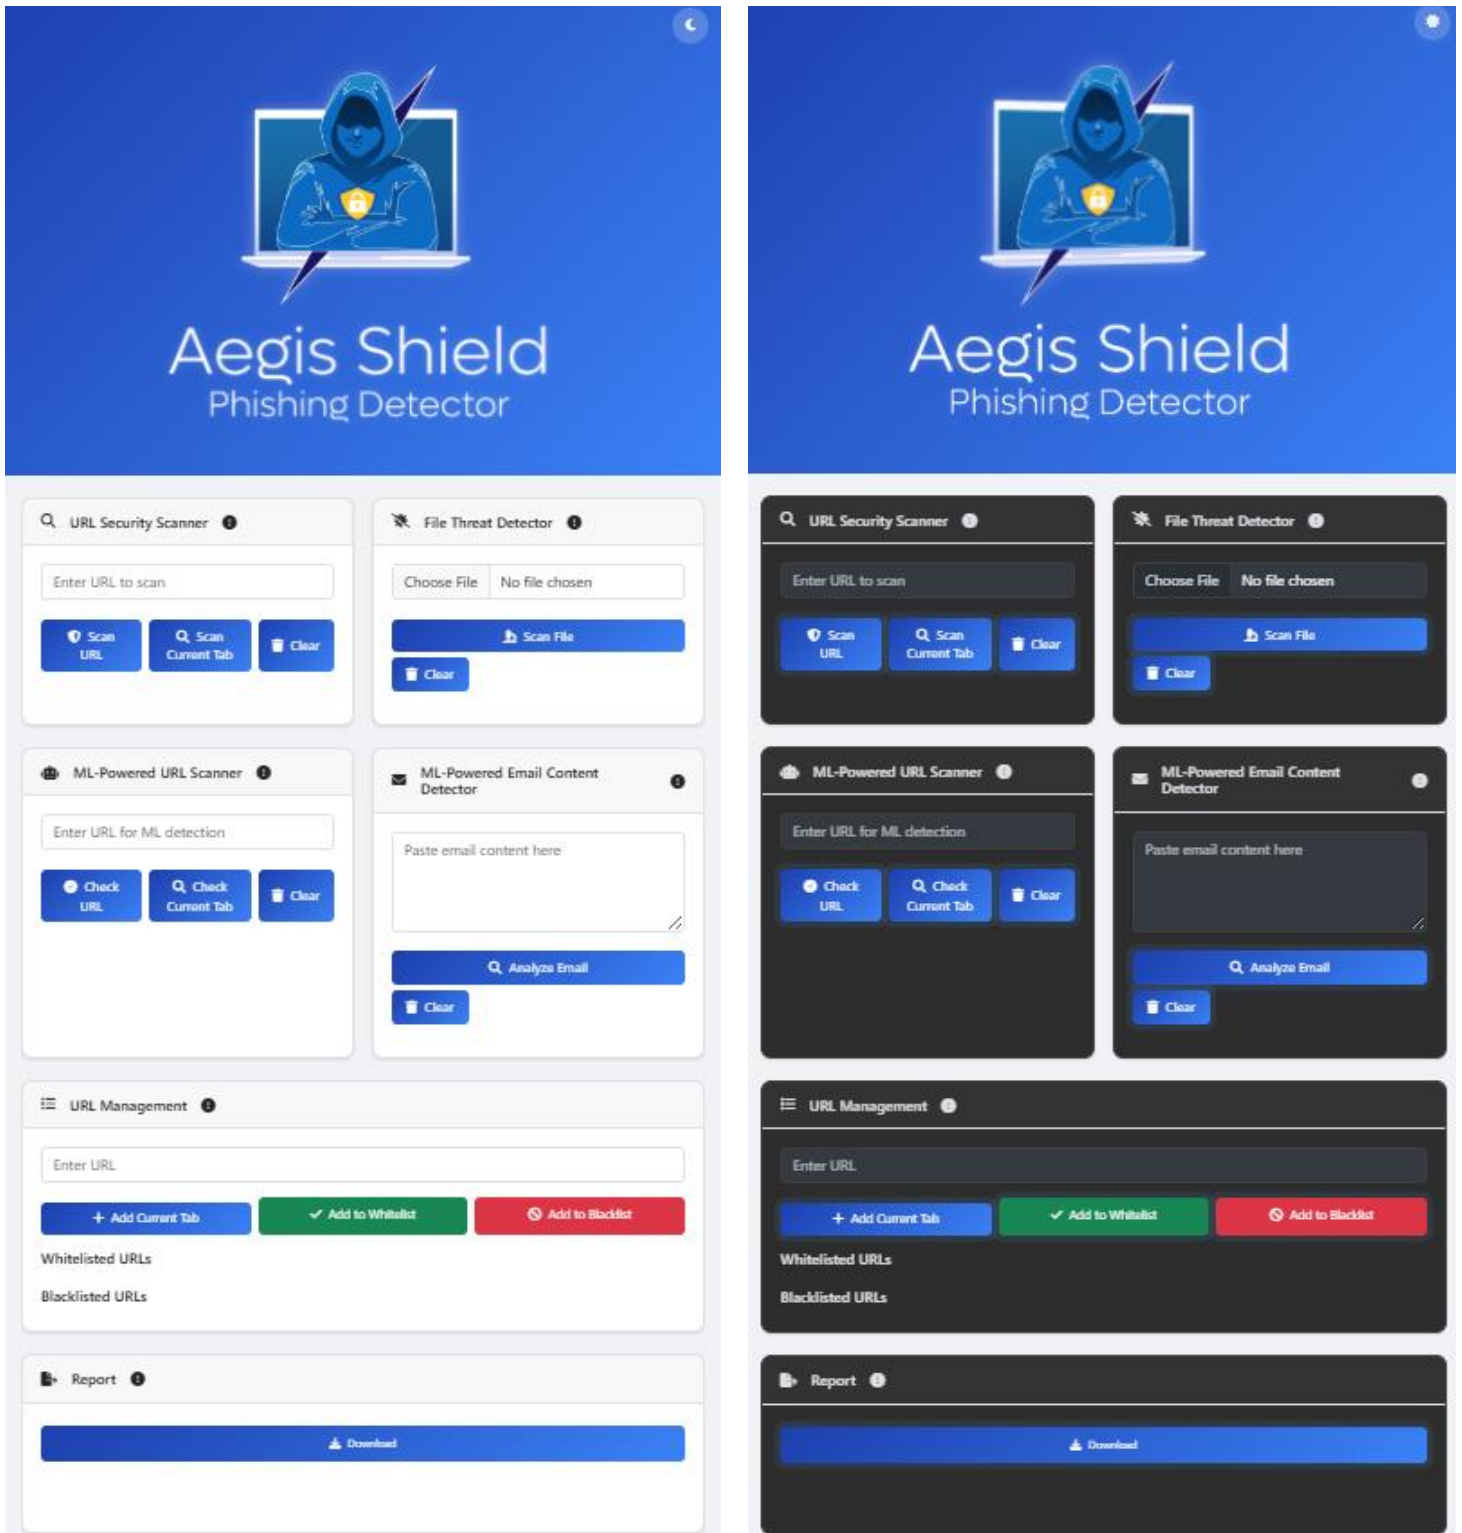 Aegis Shield
Phishing Detector
URL Security Scanner
Enter URL to scan
Scan
URL
Scan
Current Tab
Clear
File Threat Detector
Choose File No file chosen
Scan File
Clear
ML-Powered URL Scanner
Enter URL for ML detection
Check
URL
Check
Current Tab
Clear
ML-Powered Email Content
Detector
Paste email content here
Analyze Email
Clear
URL Management
Enter URL
Add Current Tab
Add to Whitelist
Add to Blacklist
Whitelisted URLs
Blacklisted URLs
Report
Download
Aegis Shield
Phishing Detector
URL Security Scanner
Enter URL to scan
Scan
URL
Scan
Current Tab
Clear
File Threat Detector
Choose File No file chosen
Scan File
Clear
ML-Powered URL Scanner
Enter URL for ML detection
Check
URL
Check
Current Tab
Clear
ML-Powered Email Content
Detector
Paste email content here
Analyze Email
Clear
URL Management
Enter URL
Add Current Tab
Add to Whitelist
Add to Blacklist
Whitelisted URLs
Blacklisted URLs
Report
Download